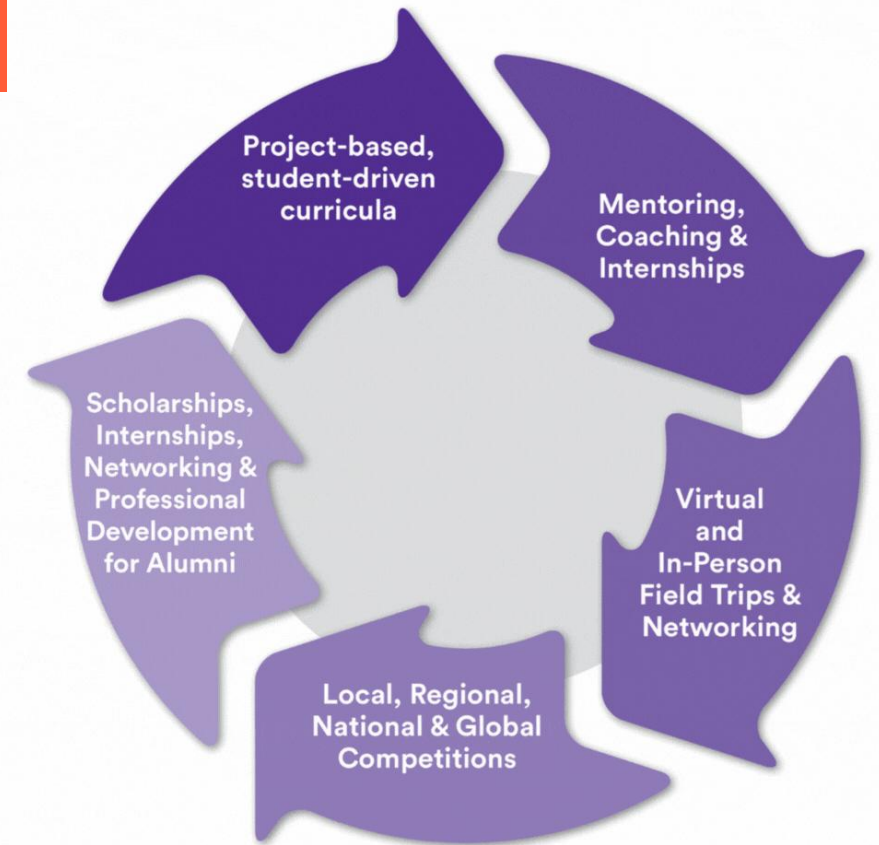 Project-based,
student-driven
curricula
Mentoring,
Coaching &
Internships
Virtual
and
In-Person
Field Trips &
Networking
Local, Regional,
National & Global
Competitions
Scholarships,
Internships,
Networking &
Professional
Development
for Alumni